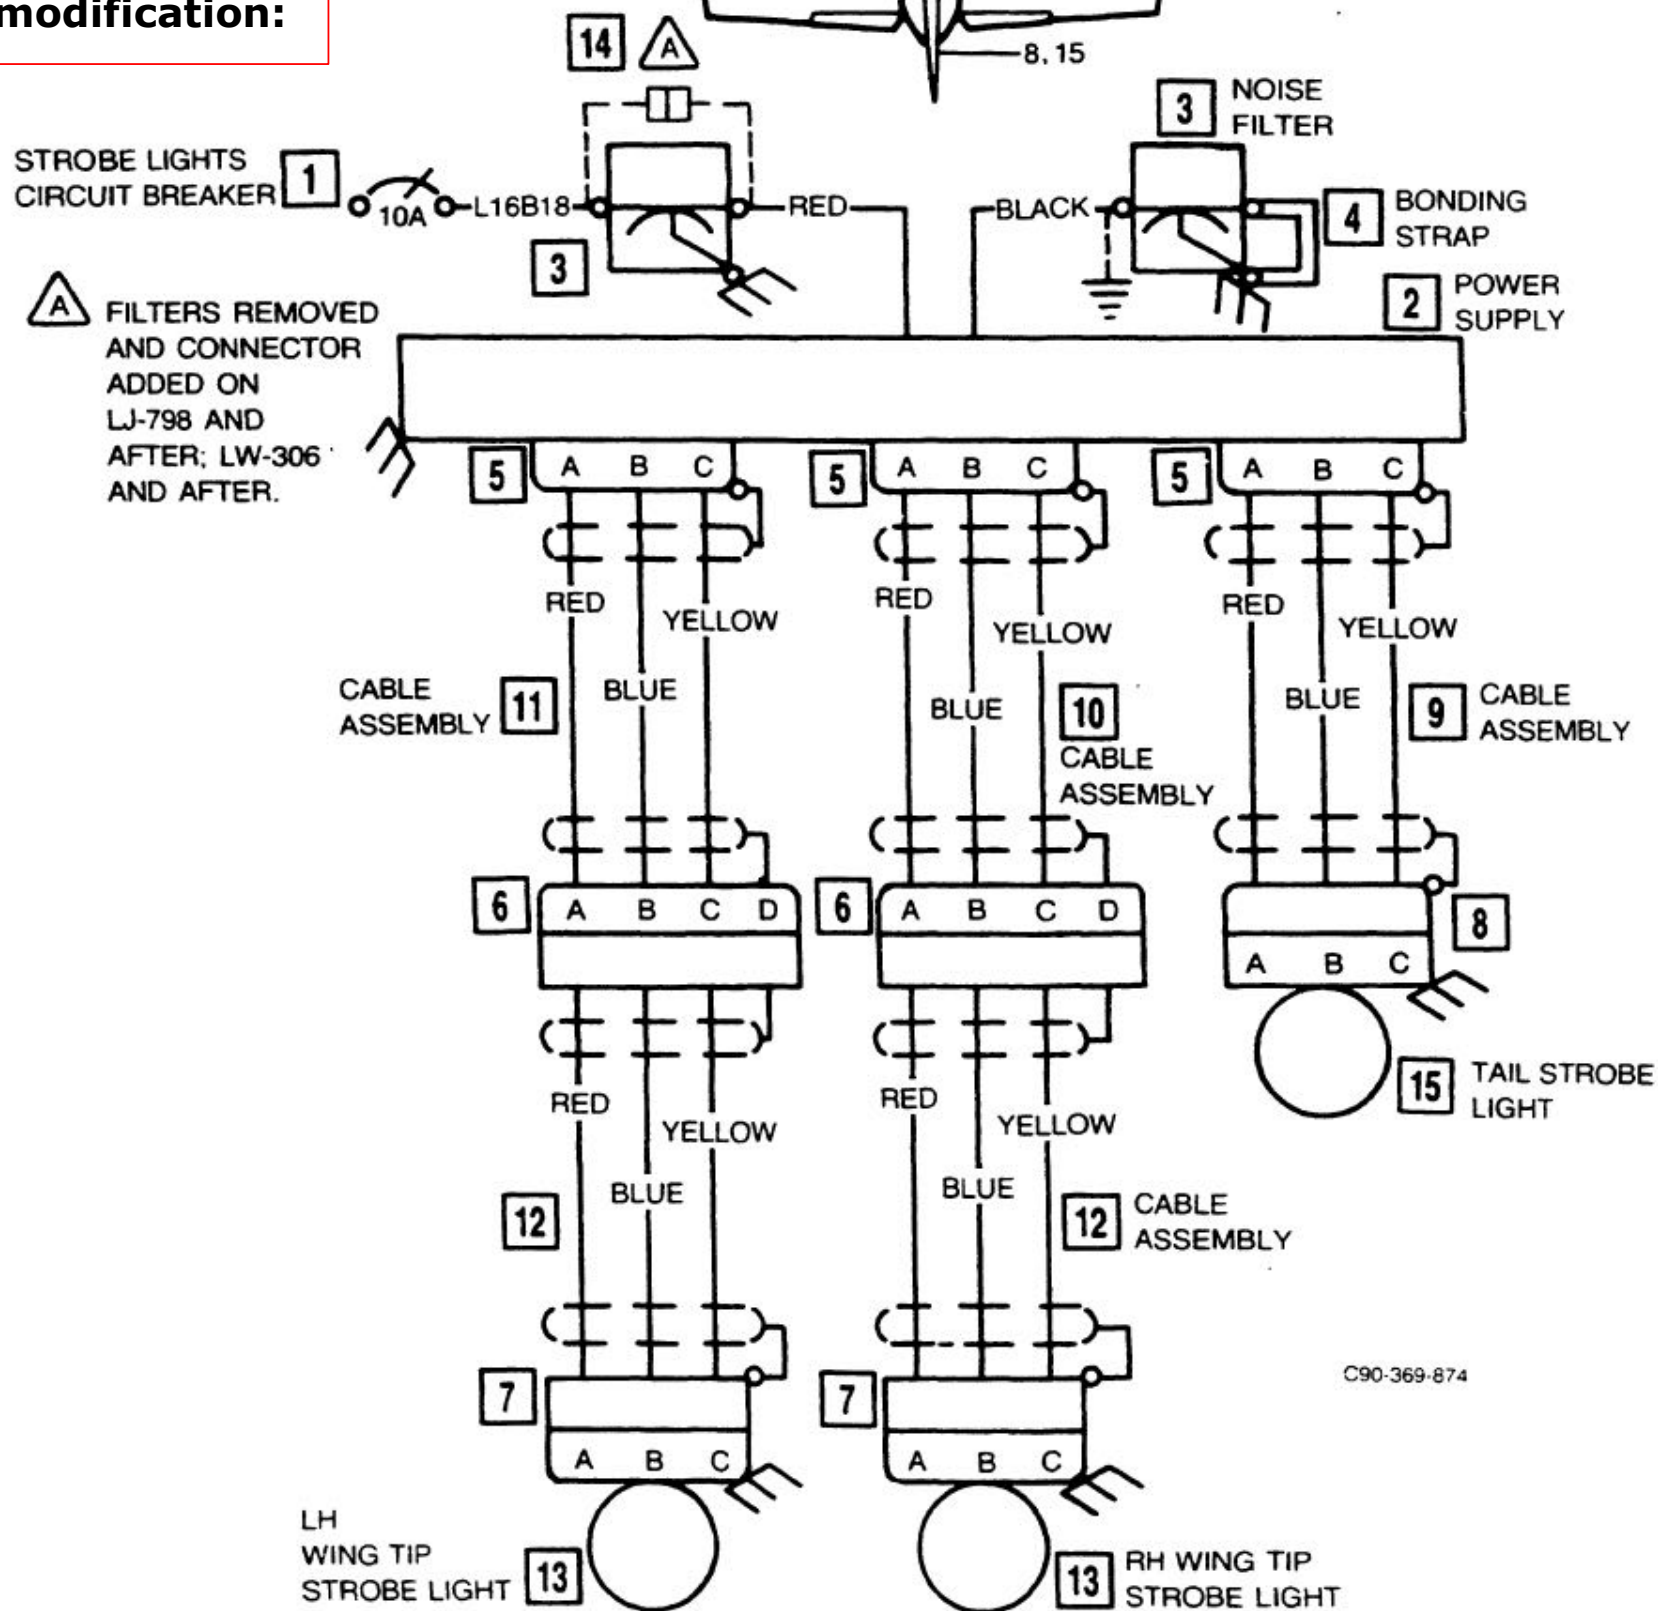 modification:
14 A
8.15
3 NOISE
FILTER
STROBE LIGHTS
CIRCUIT BREAKER 1
10A
L16B18
RED
BLACK
4 BONDING
STRAP
3
A FILTERS REMOVED
AND CONNECTOR
ADDED ON
LJ-798 AND
AFTER; LW-306
AND AFTER.
2 POWER
SUPPLY
5 A B C
5 A B C
5 A B C
RED
YELLOW
BLUE
RED
YELLOW
BLUE
RED
YELLOW
BLUE
CABLE
ASSEMBLY 11
10
CABLE
ASSEMBLY
9 CABLE
ASSEMBLY
6 A B C D
6 A B C D
8
A B C
15 TAIL STROBE
LIGHT
RED
YELLOW
BLUE
RED
YELLOW
BLUE
12
12 CABLE
ASSEMBLY
C90-369-874
7
A B C
7
A B C
LH
WING TIP
STROBE LIGHT 13
13 RH WING TIP
STROBE LIGHT